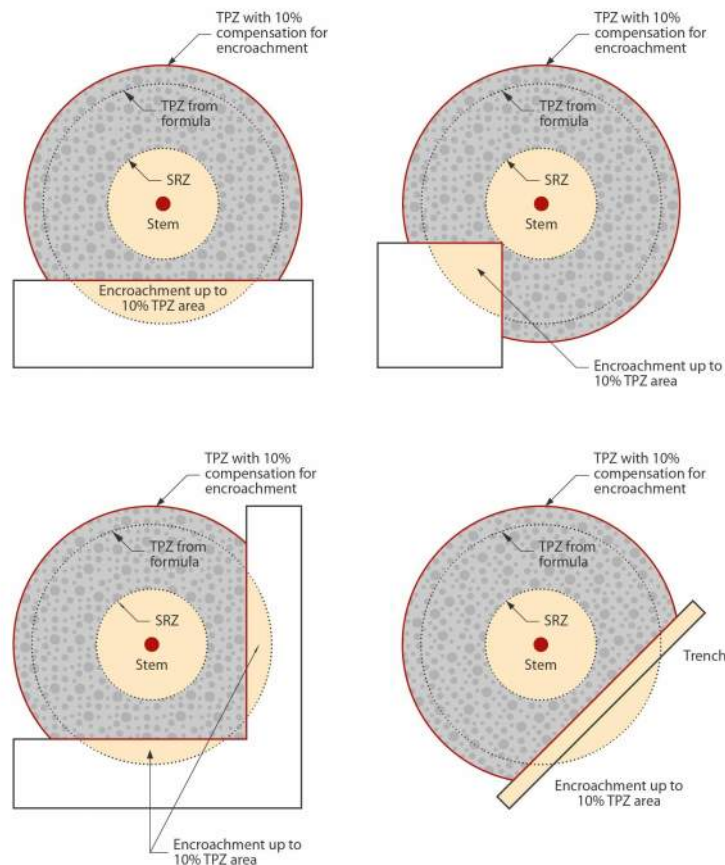 TPZ with 10%
compensation for
encroachment
TPZ from
formula
SRZ
Stem
Encroachment up to
10% TPZ area
TPZ with 10%
compensation for
encroachment
TPZ from
formula
SRZ
Stem
Encroachment up to
10% TPZ area
TPZ with 10%
compensation for
encroachment
TPZ from
formula
SRZ
Stem
Encroachment up to
10% TPZ area
TPZ with 10%
compensation for
encroachment
TPZ from
formula
SRZ
Stem
Trench
Encroachment up to
10% TPZ area